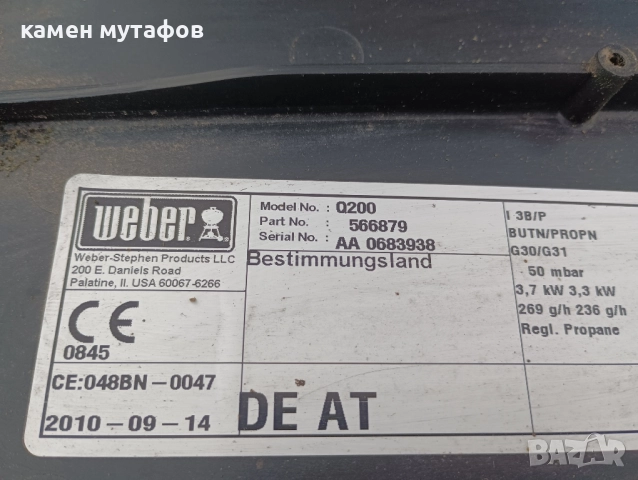 камен мутафов
weber
Weber-Stephen Products LLC
200 E. Daniels Road
Palatine, Il. USA 60067-6266
CE
0845
CE:048BN-0047
2010-09-14
Model No. : Q200
Part No. : 566879
Serial No. : AA 0683938
Bestimmungsland
DE AT
I 3B/P
BUTN/PROPN
G30/G31
50 mbar
3,7 kW 3,3 kW
269 g/h 236 g/h
Regl. Propane
BAZAR